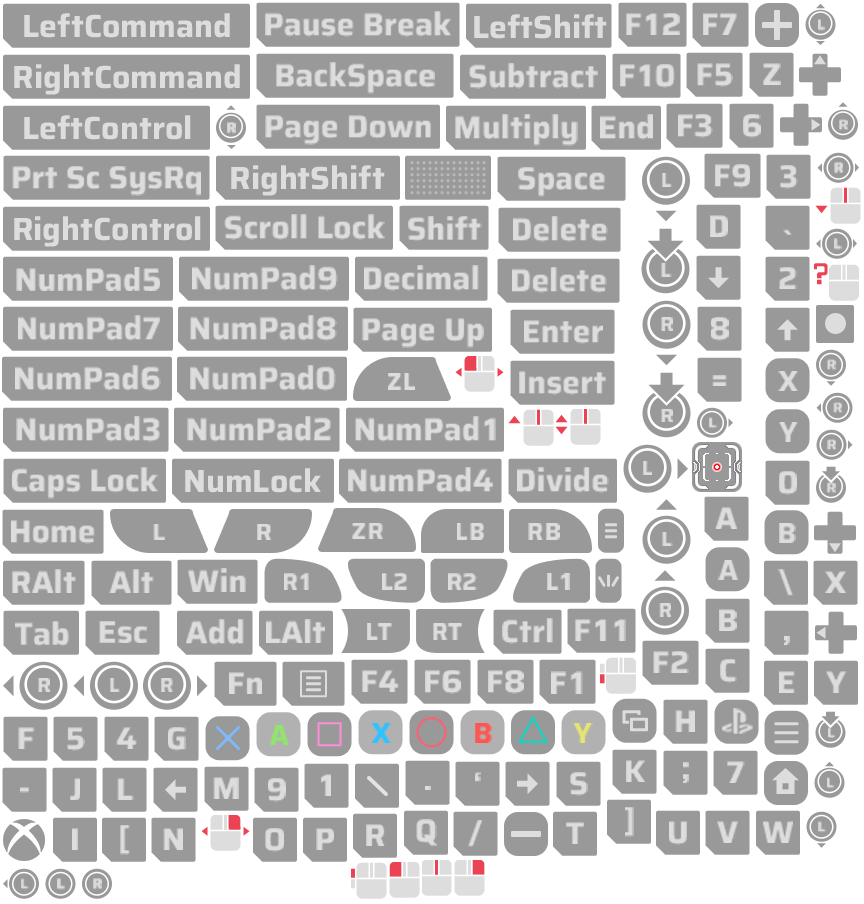 LeftCommand Pause Break LeftShift F12 F7 L
RightCommand BackSpace Subtract F10 F5 Z
LeftControl R Page Down Multiply End F3 6 R
Prt Sc SysRq RightShift Space L F9 3 R
RightControl Scroll Lock Shift Delete D ` L
NumPad5 NumPad9 Decimal Delete L 2 ?
NumPad7 NumPad8 Page Up Enter R 8
NumPad6 NumPad0 ZL Insert = X R
NumPad3 NumPad2 NumPad1 R L Y R R
Caps Lock NumLock NumPad4 Divide L 0 R
Home L R ZR LB RB L A B
RAlt Alt Win R1 L2 R2 L1 A \ X
Tab Esc Add LAlt LT RT Ctrl F11 R B ,
R L R Fn F4 F6 F8 F1 F2 C E Y
F 5 4 G A X B Y H L
- J L M 9 1 \ . ‘ S K ; 7 L
I [ N O P R Q / T ] U V W L
L L R